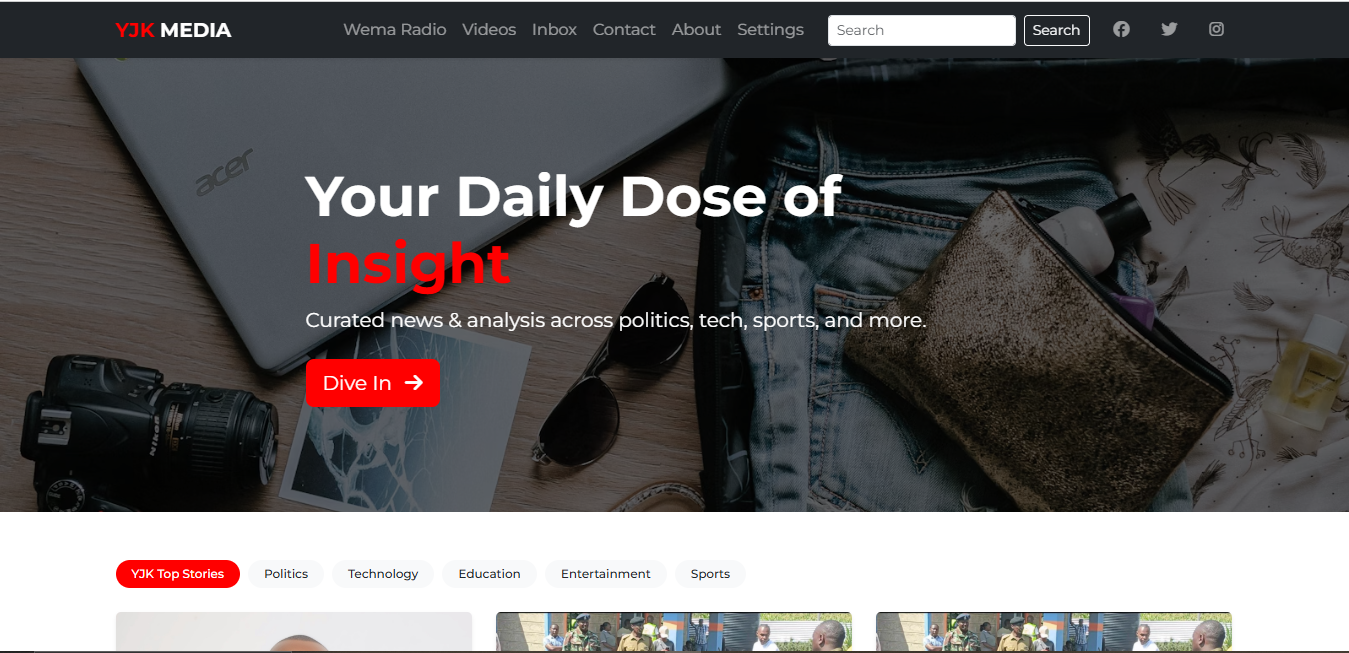 YJK MEDIA Wema Radio Videos Inbox Contact About Settings Search Search
acer
Your Daily Dose of
Insight
Curated news & analysis across politics, tech, sports, and more.
Dive In
Nikon
YJK Top Stories Politics Technology Education Entertainment Sports